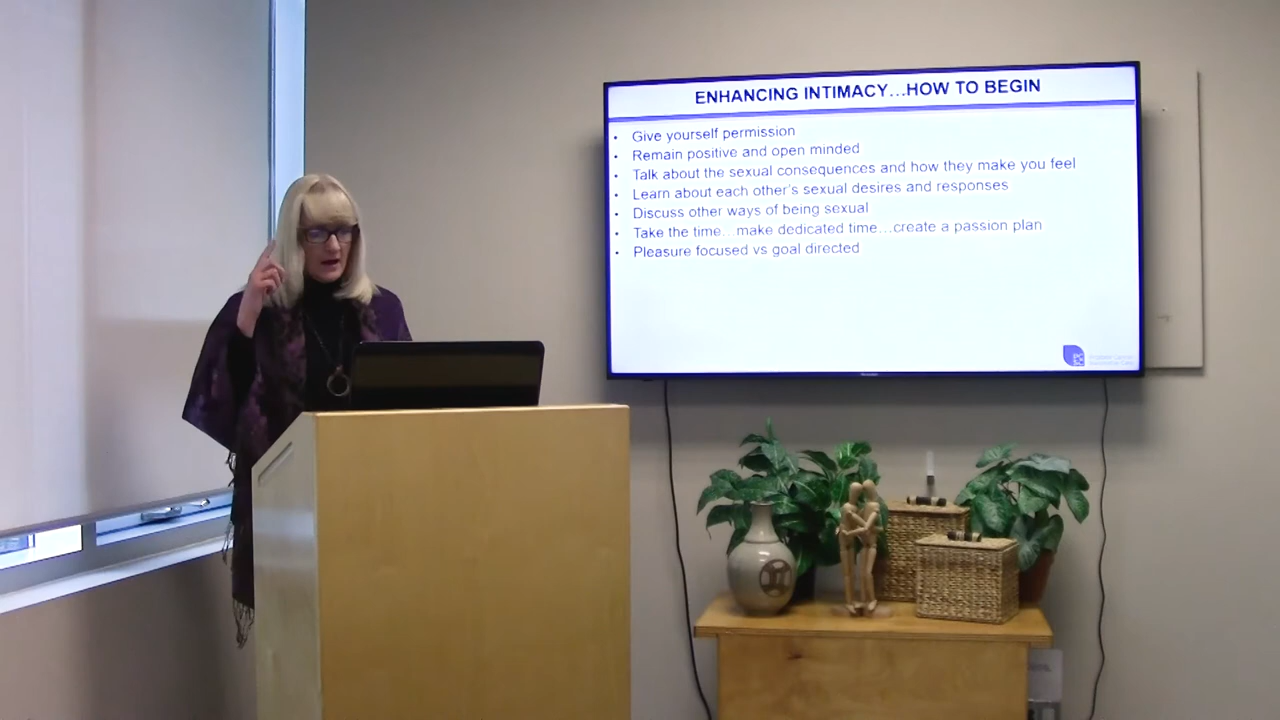 ENHANCING INTIMACY…HOW TO BEGIN
• Give yourself permission
• Remain positive and open minded
• Talk about the sexual consequences and how they make you feel
• Learn about each other's sexual desires and responses
• Discuss other ways of being sexual
• Take the time…make dedicated time…create a passion plan
• Pleasure focused vs goal directed
PC